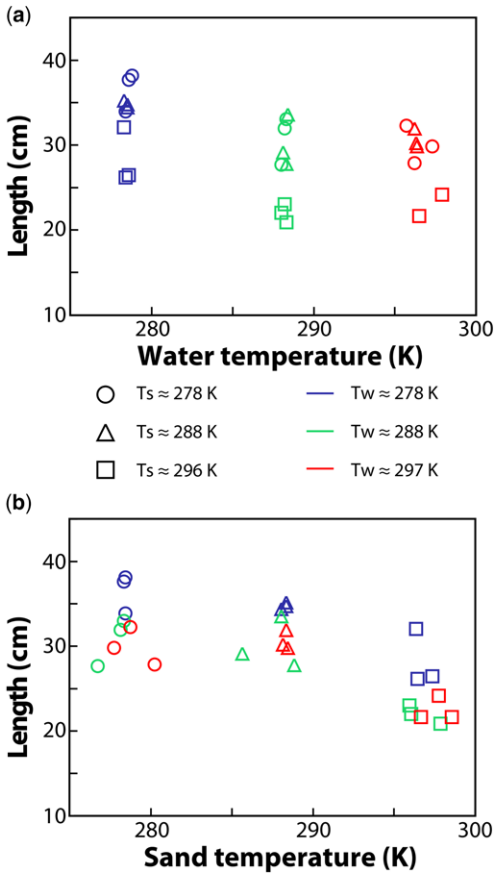 (a)
40
30
20
10
Length (cm)
280 290 300
Water temperature (K)
Ts ≈ 278 K Tw ≈ 278 K
Ts ≈ 288 K Tw ≈ 288 K
Ts ≈ 296 K Tw ≈ 297 K
(b)
40
30
20
10
Length (cm)
280 290 300
Sand temperature (K)